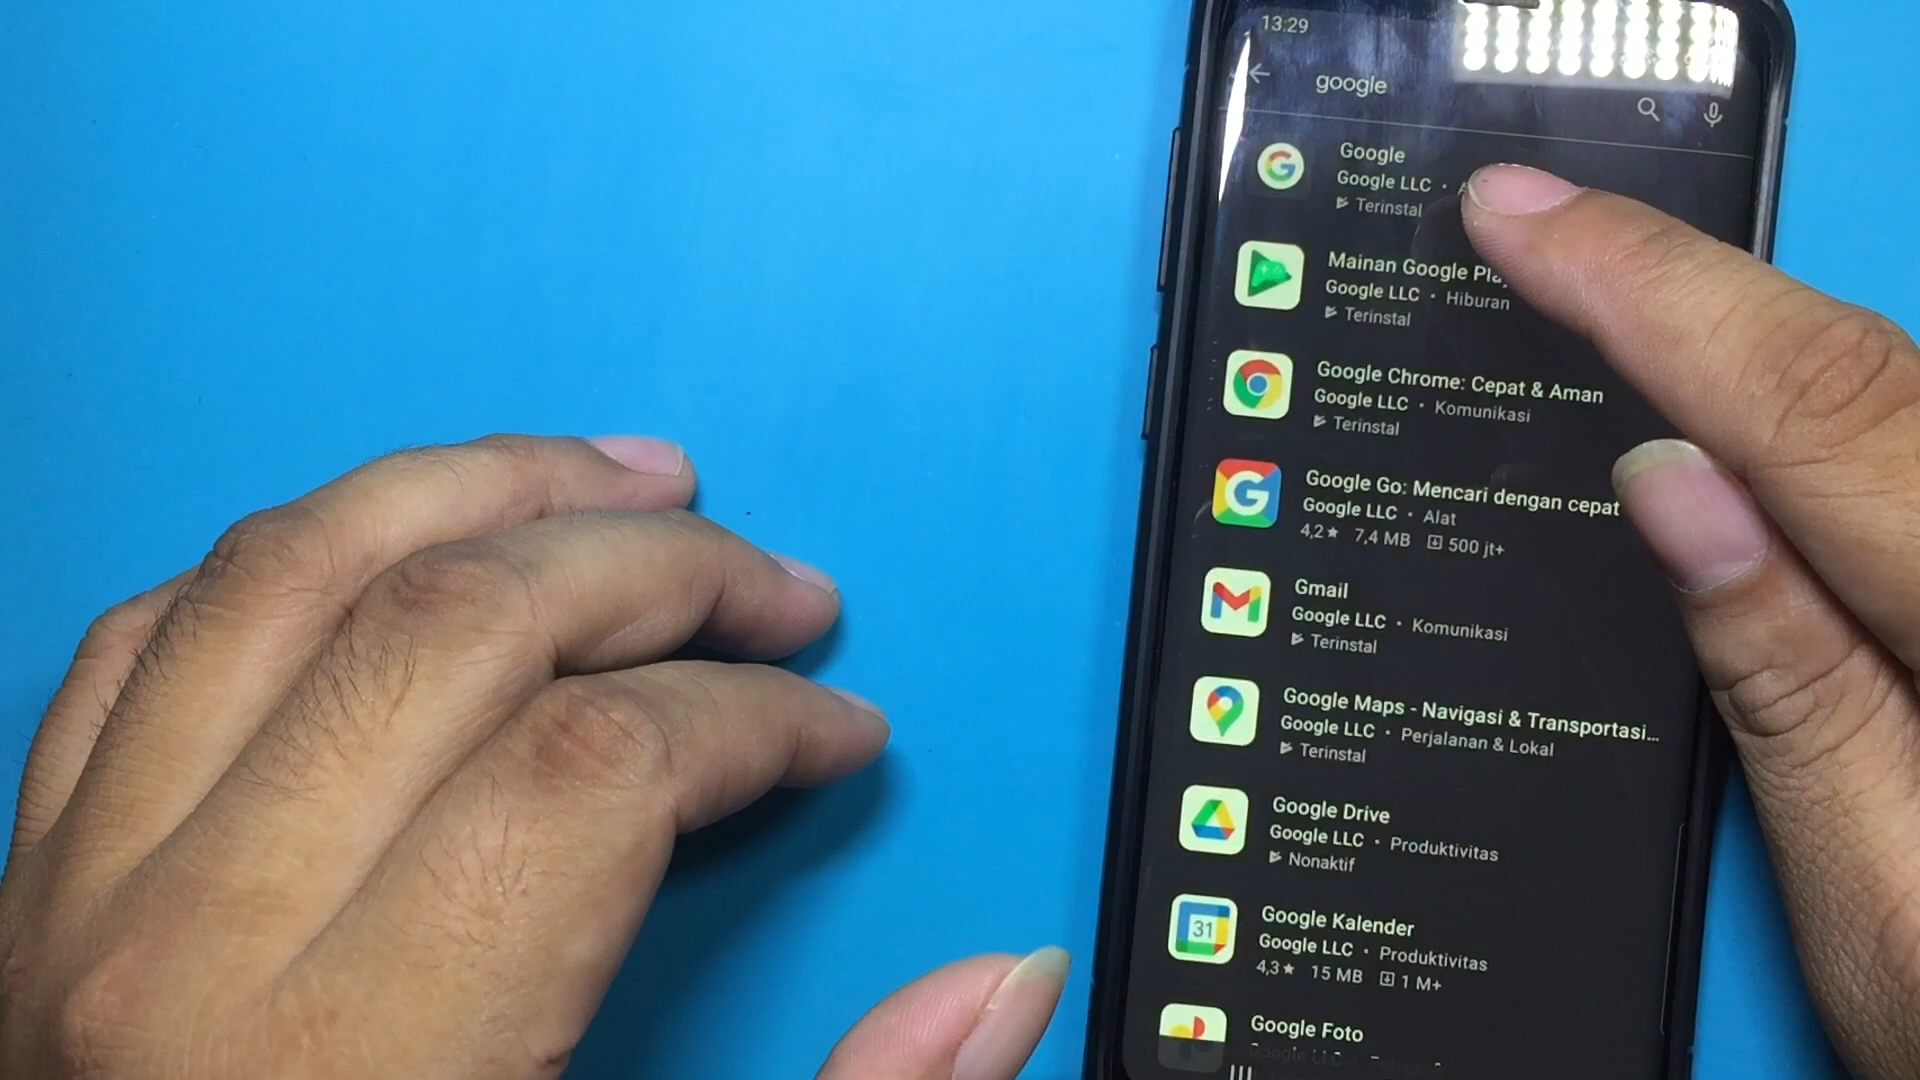 13:29
google
Google
Google LLC •
Terinstal
Mainan Google
Google LLC • Hiburan
Terinstal
Google Chrome: Cepat & Aman
Google LLC • Komunikasi
Terinstal
Google Go: Mencari dengan cepat
Google LLC • Alat
4,2★ 7,4 MB 500 jt+
Gmail
Google LLC • Komunikasi
Terinstal
Google Maps - Navigasi & Transportasi...
Google LLC • Perjalanan & Lokal
Terinstal
Google Drive
Google LLC • Produktivitas
Nonaktif
31
Google Kalender
Google LLC • Produktivitas
4,3★ 15 MB 1 M+
Google Foto
Google LLC